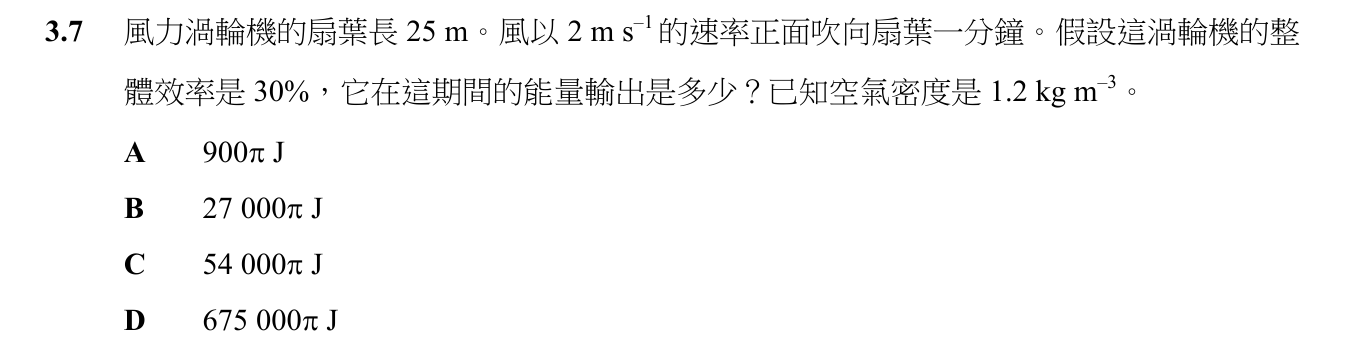 3.7 風力渦輪機的扇葉長 25 m。風以 2 m s⁻¹ 的速率正面吹向扇葉一分鐘。假設這渦輪機的整
體效率是 30%，它在這期間的能量輸出是多少？已知空氣密度是 1.2 kg m⁻³。
A 900π J
B 27 000π J
C 54 000π J
D 675 000π J